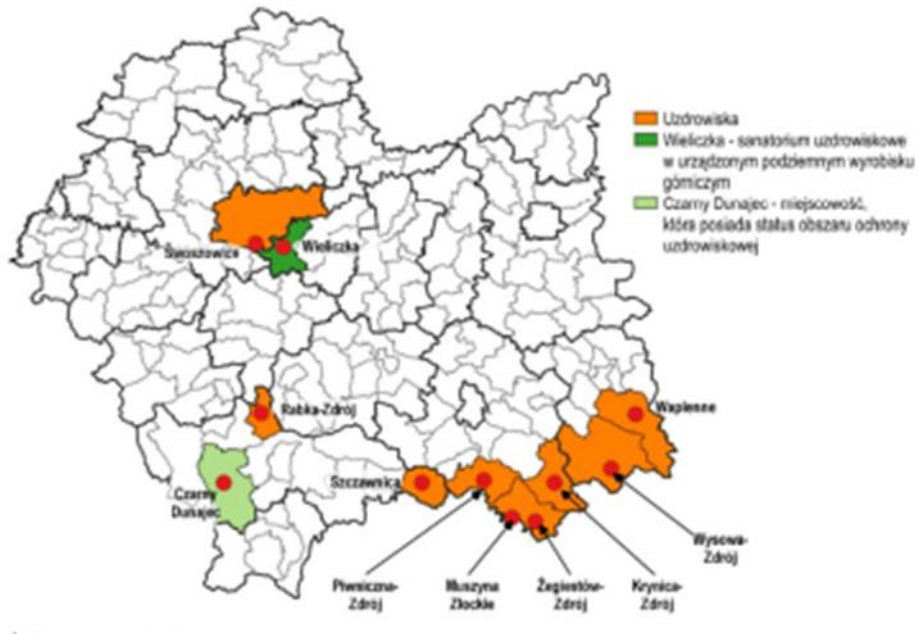 Uzdrowiska
Wieliczka - sanatorium uzdrowiskowe
w urządzonym podziemnym wyrobisku
górniczym
Czarny Dunajec - miejscowość,
która posiada status obszaru ochrony
uzdrowiskowej
Swoszowice
Wieliczka
Rabka-Zdrój
Wapienne
Szczawnica
Czarny
Dunajec
Wysowa-
Zdrój
Piwniczna-
Zdrój
Muszyna
Złockie
Żegiestów-
Zdrój
Krynica-
Zdrój